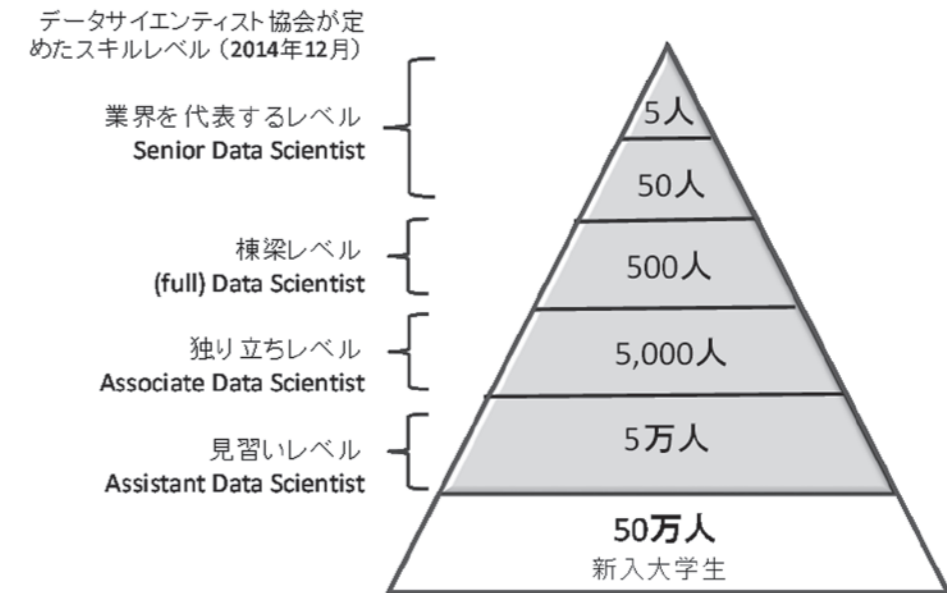 データサイエンティスト協会が定
めたスキルレベル（2014年12月）
業界を代表するレベル
Senior Data Scientist
棟梁レベル
(full) Data Scientist
独り立ちレベル
Associate Data Scientist
見習いレベル
Assistant Data Scientist
5人
50人
500人
5,000人
5万人
50万人
新入大学生